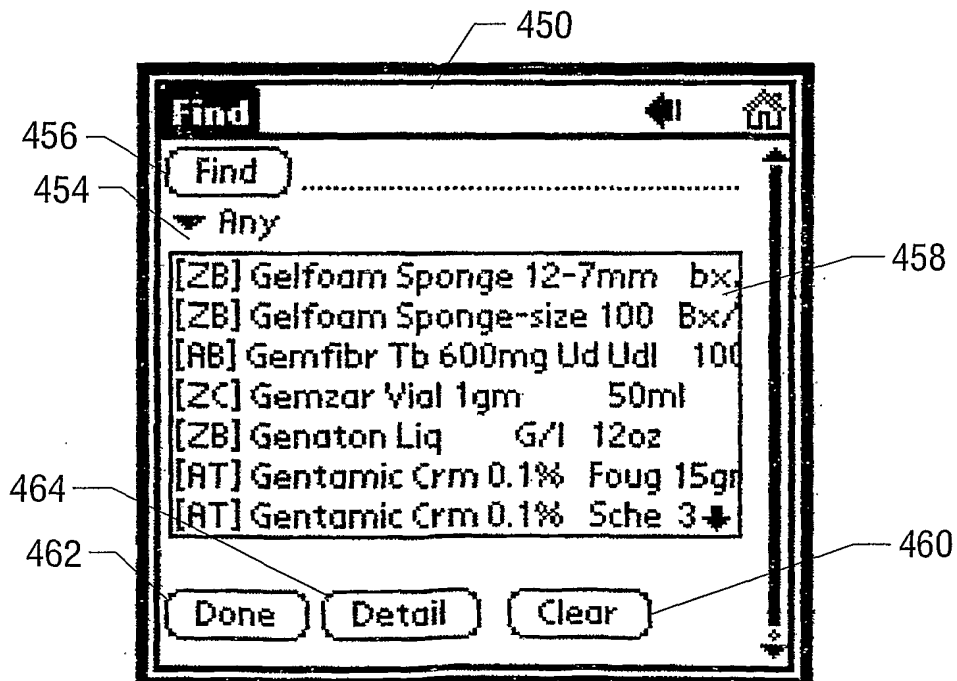 450
Find
456
Find
454
Any
[ZB] Gelfoam Sponge 12-7mm bx.
458
[ZB] Gelfoam Sponge-size 100 Bx/
[AB] Gemfibr Tb 600mg Ud Udl 100
[ZC] Gemzar Vial 1gm 50ml
[ZB] Genaton Liq G/l 12oz
464
[AT] Gentamic Crm 0.1% Foug 15gm
[AT] Gentamic Crm 0.1% Sche 3
462
460
Done Detail Clear